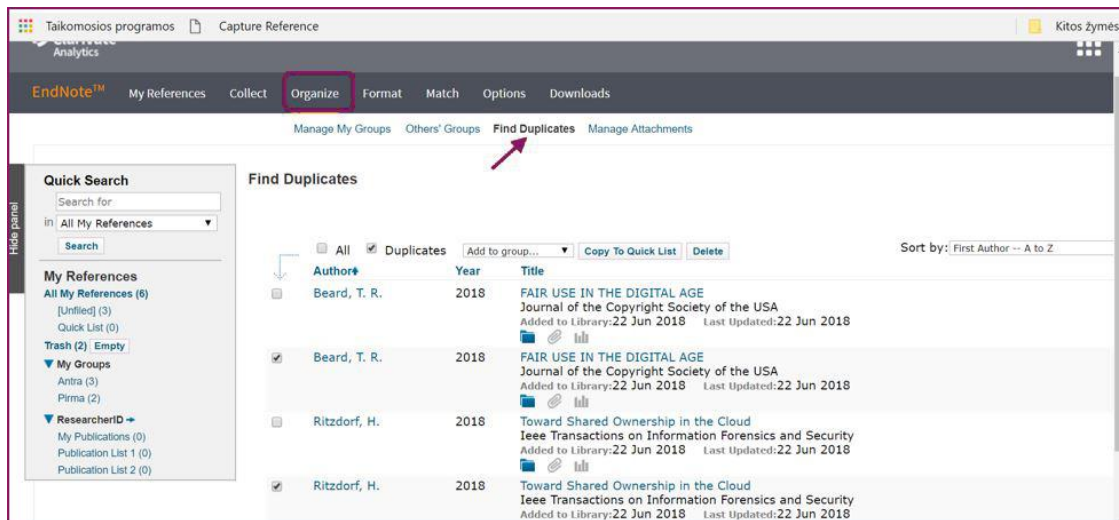 Taikomosios programos Capture Reference Kitos žymės
Clarivate
Analytics
EndNote™ My References Collect Organize Format Match Options Downloads
Manage My Groups Others' Groups Find Duplicates Manage Attachments
Hide panel
Quick Search
Search for
in All My References
Search
My References
All My References (6)
[Unfiled] (3)
Quick List (0)
Trash (2) Empty
My Groups
Antra (3)
Pirma (2)
ResearcherID
My Publications (0)
Publication List 1 (0)
Publication List 2 (0)
Find Duplicates
All Duplicates Add to group... Copy To Quick List Delete Sort by: First Author -- A to Z
Author Year Title
Beard, T. R. 2018 FAIR USE IN THE DIGITAL AGE
Journal of the Copyright Society of the USA
Added to Library:22 Jun 2018 Last Updated:22 Jun 2018
Beard, T. R. 2018 FAIR USE IN THE DIGITAL AGE
Journal of the Copyright Society of the USA
Added to Library:22 Jun 2018 Last Updated:22 Jun 2018
Ritzdorf, H. 2018 Toward Shared Ownership in the Cloud
Ieee Transactions on Information Forensics and Security
Added to Library:22 Jun 2018 Last Updated:22 Jun 2018
Ritzdorf, H. 2018 Toward Shared Ownership in the Cloud
Ieee Transactions on Information Forensics and Security
Added to Library:22 Jun 2018 Last Updated:22 Jun 2018